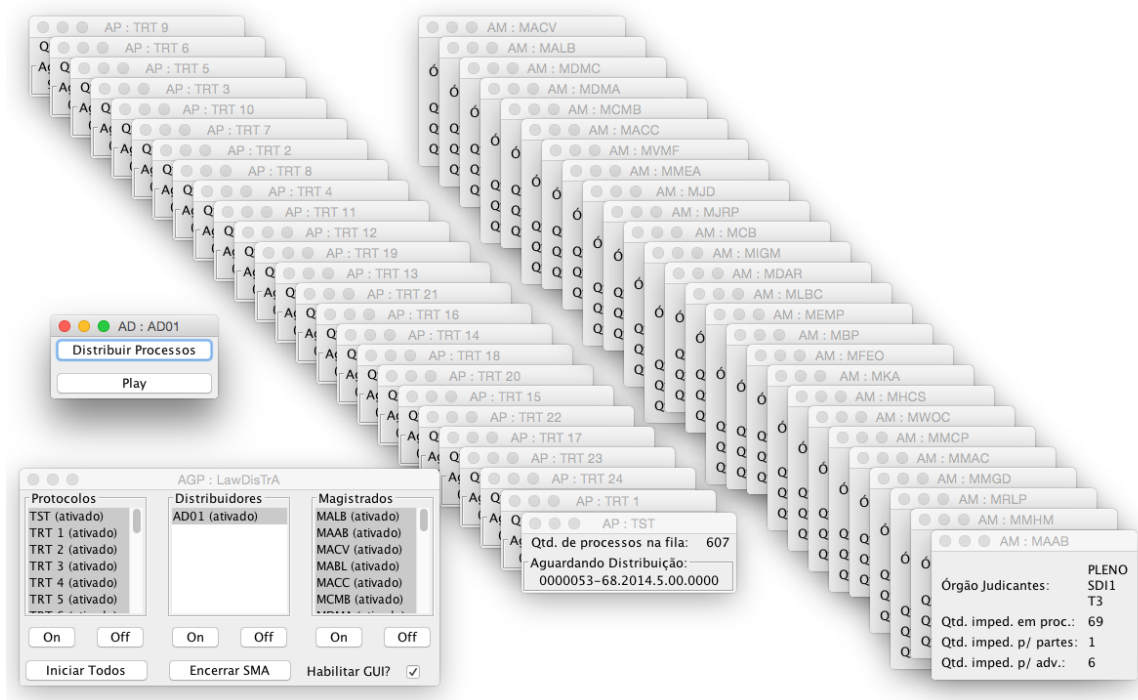 AP : TRT 9
AP : TRT 6
AP : TRT 5
AP : TRT 3
AP : TRT 10
AP : TRT 7
AP : TRT 2
AP : TRT 8
AP : TRT 4
AP : TRT 11
AP : TRT 12
AP : TRT 19
AP : TRT 13
AP : TRT 21
AP : TRT 16
AP : TRT 14
AP : TRT 18
AP : TRT 20
AP : TRT 15
AP : TRT 22
AP : TRT 17
AP : TRT 23
AP : TRT 24
AP : TRT 1
AP : TST
Qtd. de processos na fila: 607
Aguardando Distribuição:
0000053-68.2014.5.00.0000
AM : MACV
AM : MALB
AM : MDMC
AM : MDMA
AM : MCMB
AM : MACC
AM : MVMF
AM : MMEA
AM : MJD
AM : MJRP
AM : MCB
AM : MIGM
AM : MDAR
AM : MLBC
AM : MEMP
AM : MBP
AM : MFEO
AM : MKA
AM : MHCS
AM : MWOC
AM : MMCP
AM : MMAC
AM : MMGD
AM : MRLP
AM : MMHM
AM : MAAB
Órgão Judicantes: PLENO
SDI1
T3
Qtd. imped. em proc.: 69
Qtd. imped. p/ partes: 1
Qtd. imped. p/ adv.: 6
AD : AD01
Distribuir Processos
Play
AGP : LawDisTrA
Protocolos Distribuidores Magistrados
TST (ativado) AD01 (ativado) MALB (ativado)
TRT 1 (ativado) MAAB (ativado)
TRT 2 (ativado) MACV (ativado)
TRT 3 (ativado) MABL (ativado)
TRT 4 (ativado) MACC (ativado)
TRT 5 (ativado) MCMB (ativado)
On Off On Off On Off
Iniciar Todos Encerrar SMA Habilitar GUI?